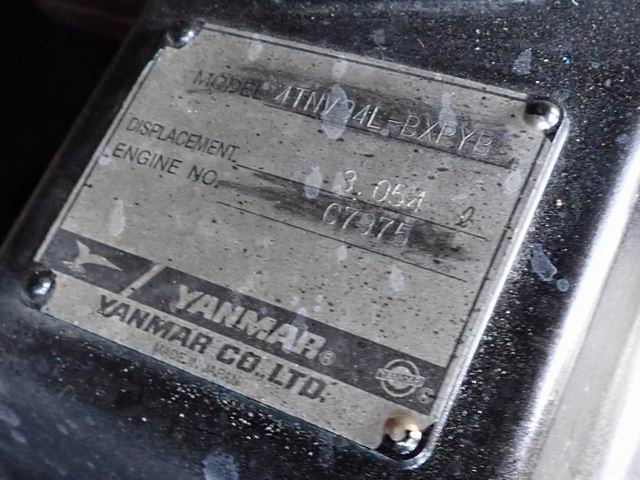 MODEL 4TNV94L-BXPYB
DISPLACEMENT 3.054 ℓ
ENGINE NO. C7975
YANMAR®
YANMAR CO.,LTD.
MADE IN JAPAN